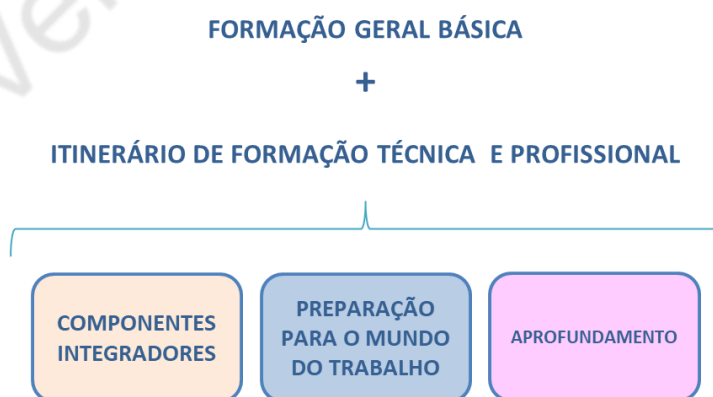 FORMAÇÃO GERAL BÁSICA
+
ITINERÁRIO DE FORMAÇÃO TÉCNICA E PROFISSIONAL
COMPONENTES
INTEGRADORES
PREPARAÇÃO
PARA O MUNDO
DO TRABALHO
APROFUNDAMENTO